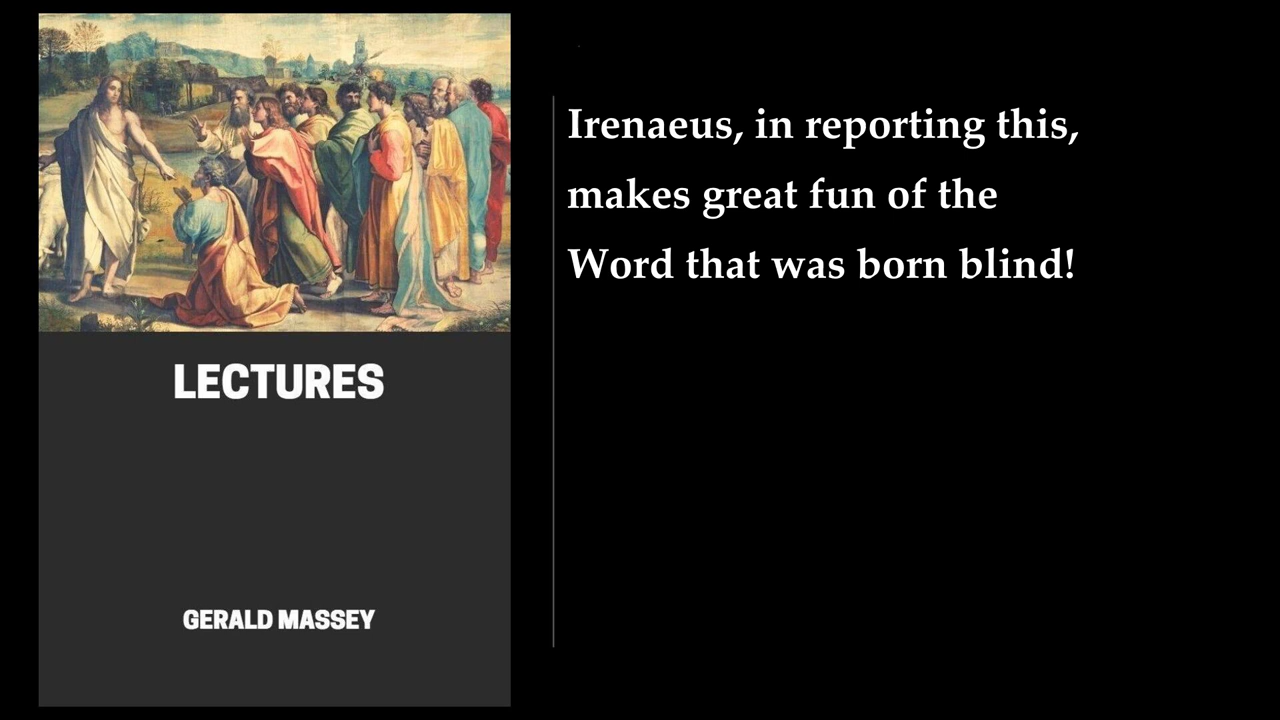 LECTURES
GERALD MASSEY
Irenaeus, in reporting this,
makes great fun of the
Word that was born blind!